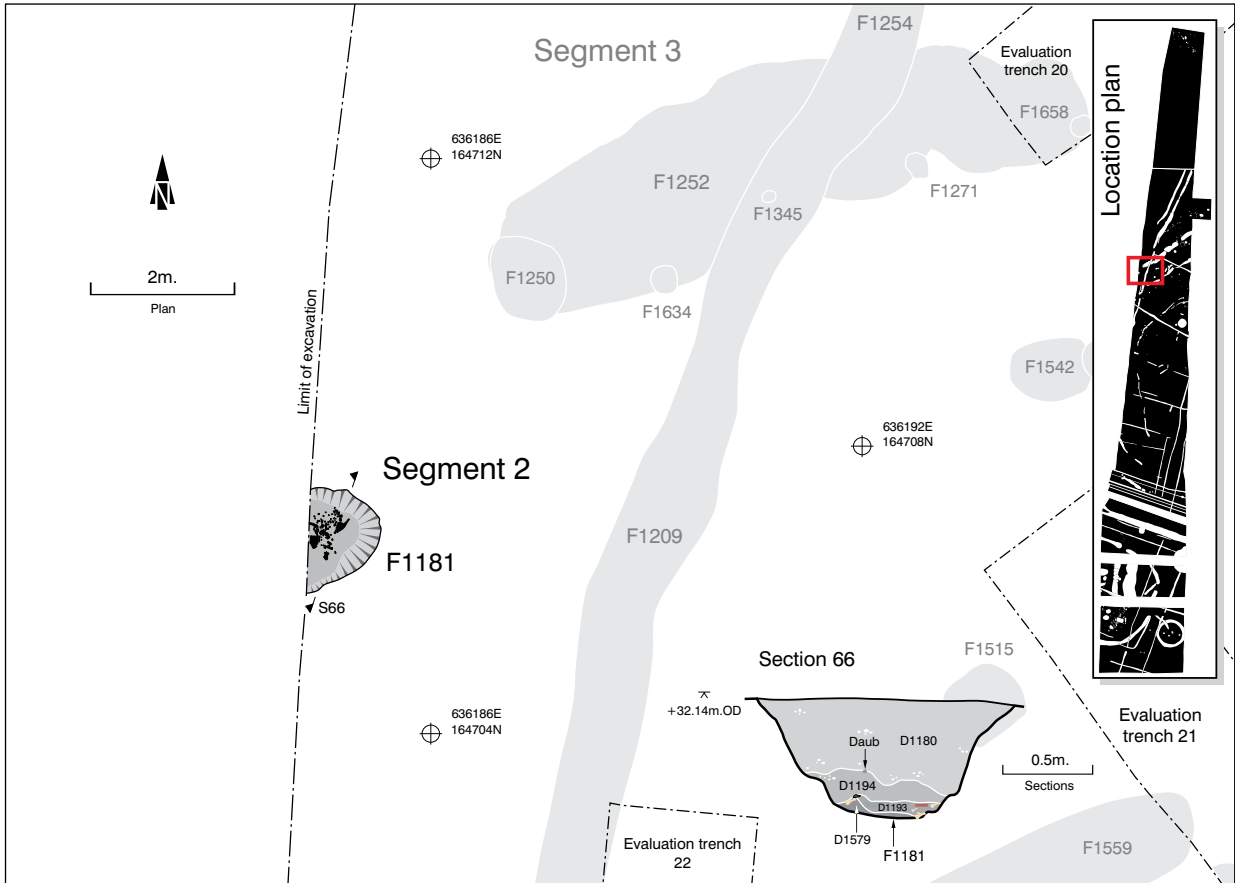 F1254
Segment 3
Evaluation
trench 20
F1658
Location plan
636186E
164712N
F1252
F1271
F1345
N
2m.
Plan
F1250
F1634
Limit of excavation
F1542
636192E
164708N
Segment 2
F1209
F1181
S66
Section 66
F1515
+32.14m.OD
636186E
164704N
Evaluation
trench 21
Daub
D1180
0.5m.
Sections
D1194
D1193
D1579
F1181
Evaluation trench
22
F1559